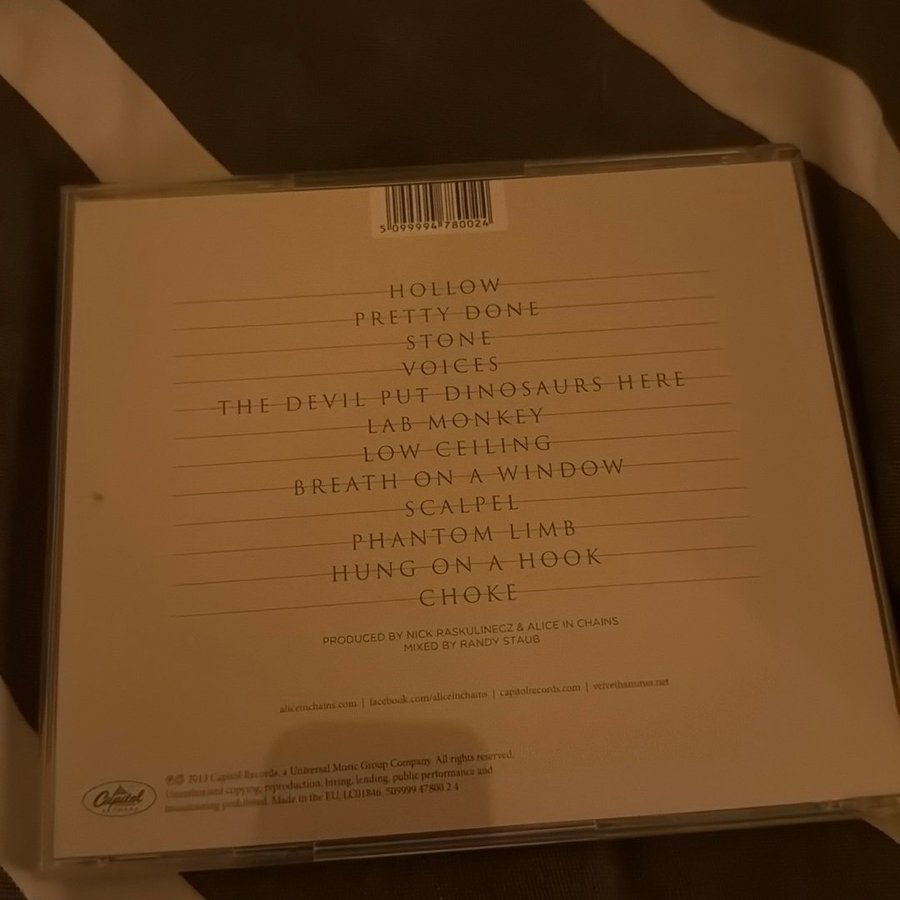 5 099994 780024
HOLLOW
PRETTY DONE
STONE
VOICES
THE DEVIL PUT DINOSAURS HERE
LAB MONKEY
LOW CEILING
BREATH ON A WINDOW
SCALPEL
PHANTOM LIMB
HUNG ON A HOOK
CHOKE
PRODUCED BY NICK RASKULINECZ & ALICE IN CHAINS
MIXED BY RANDY STAUB
aliceinchains.com | facebook.com/aliceinchains | capitolrecords.com | velvethammer.net
℗© 2013 Capitol Records, a Universal Music Group Company. All rights reserved.
Unauthorized copying, reproduction, hiring, lending, public performance and
broadcasting prohibited. Made in the EU. LC01846. 509999 47800 2 4
Capitol
RECORDS